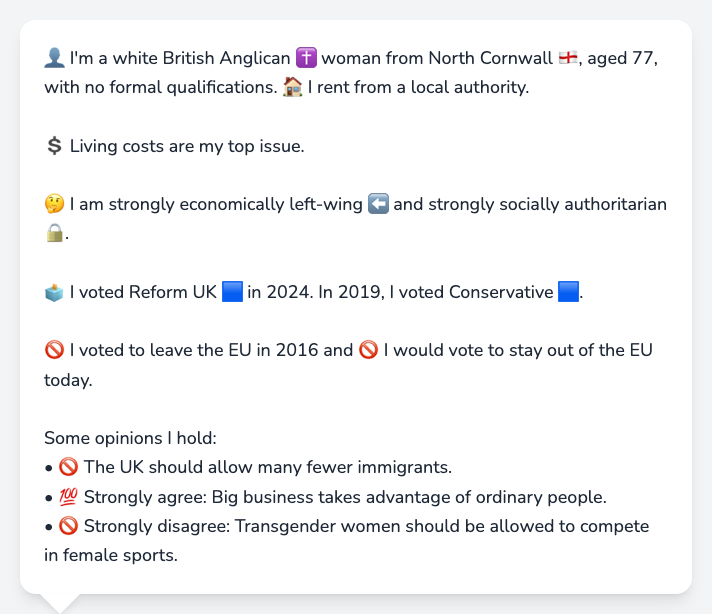 👤 I'm a white British Anglican ✝️ woman from North Cornwall 🏴󠁧󠁢󠁥󠁮󠁧󠁿, aged 77,
with no formal qualifications. 🏠 I rent from a local authority.
💲 Living costs are my top issue.
🤔 I am strongly economically left-wing ⬅️ and strongly socially authoritarian
🔒.
🗳️ I voted Reform UK 🟦 in 2024. In 2019, I voted Conservative 🟦.
🚫 I voted to leave the EU in 2016 and 🚫 I would vote to stay out of the EU
today.
Some opinions I hold:
• 🚫 The UK should allow many fewer immigrants.
• 💯 Strongly agree: Big business takes advantage of ordinary people.
• 🚫 Strongly disagree: Transgender women should be allowed to compete
in female sports.